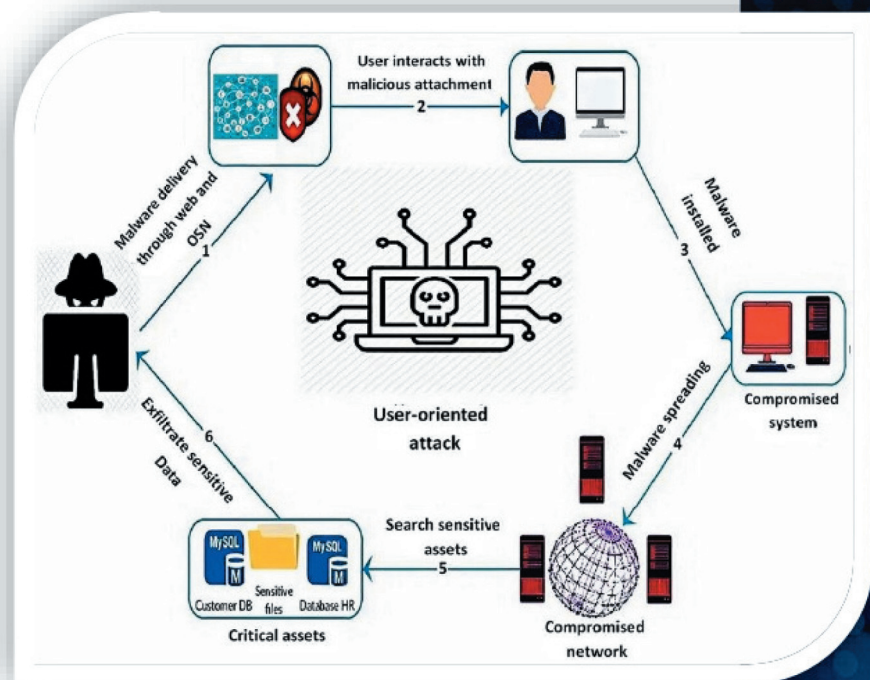 User interacts with
malicious attachment
2
Malware delivery
through web and
OSN
1
Malware
installed
3
Compromised
system
Malware spreading
4
Compromised
network
Search sensitive
assets
5
MySQL
MySQL
Customer DB
Sensitive
files
Database HR
Critical assets
Exfiltrate sensitive
Data
6
User-oriented
attack